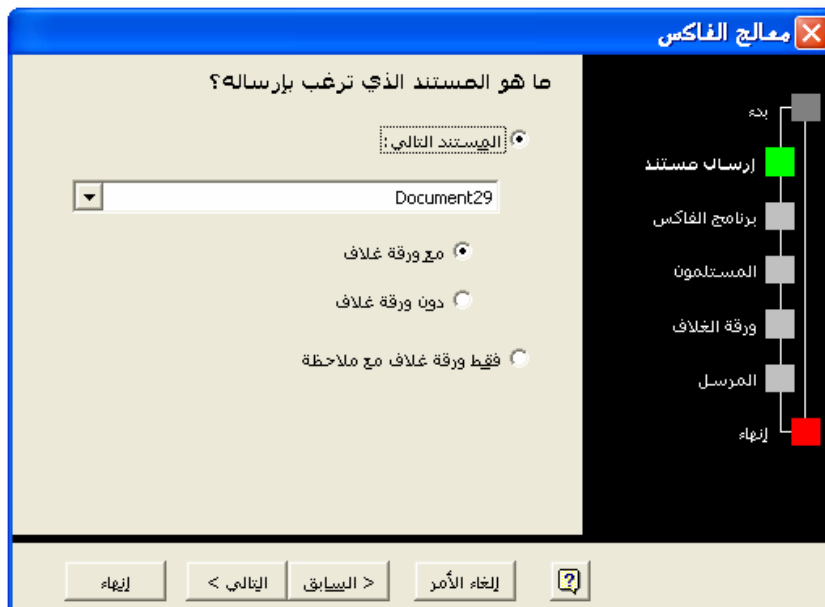 معالج الفاكس
بدء
إرسال مستند
برنامج الفاكس
المستلمون
ورقة الغلاف
المرسل
إنهاء
ما هو المستند الذي ترغب بإرساله؟
المستند التالي:
Document29
مع ورقة غلاف
دون ورقة غلاف
فقط ورقة غلاف مع ملاحظة
إلغاء الأمر
< السابق
التالي >
إنهاء